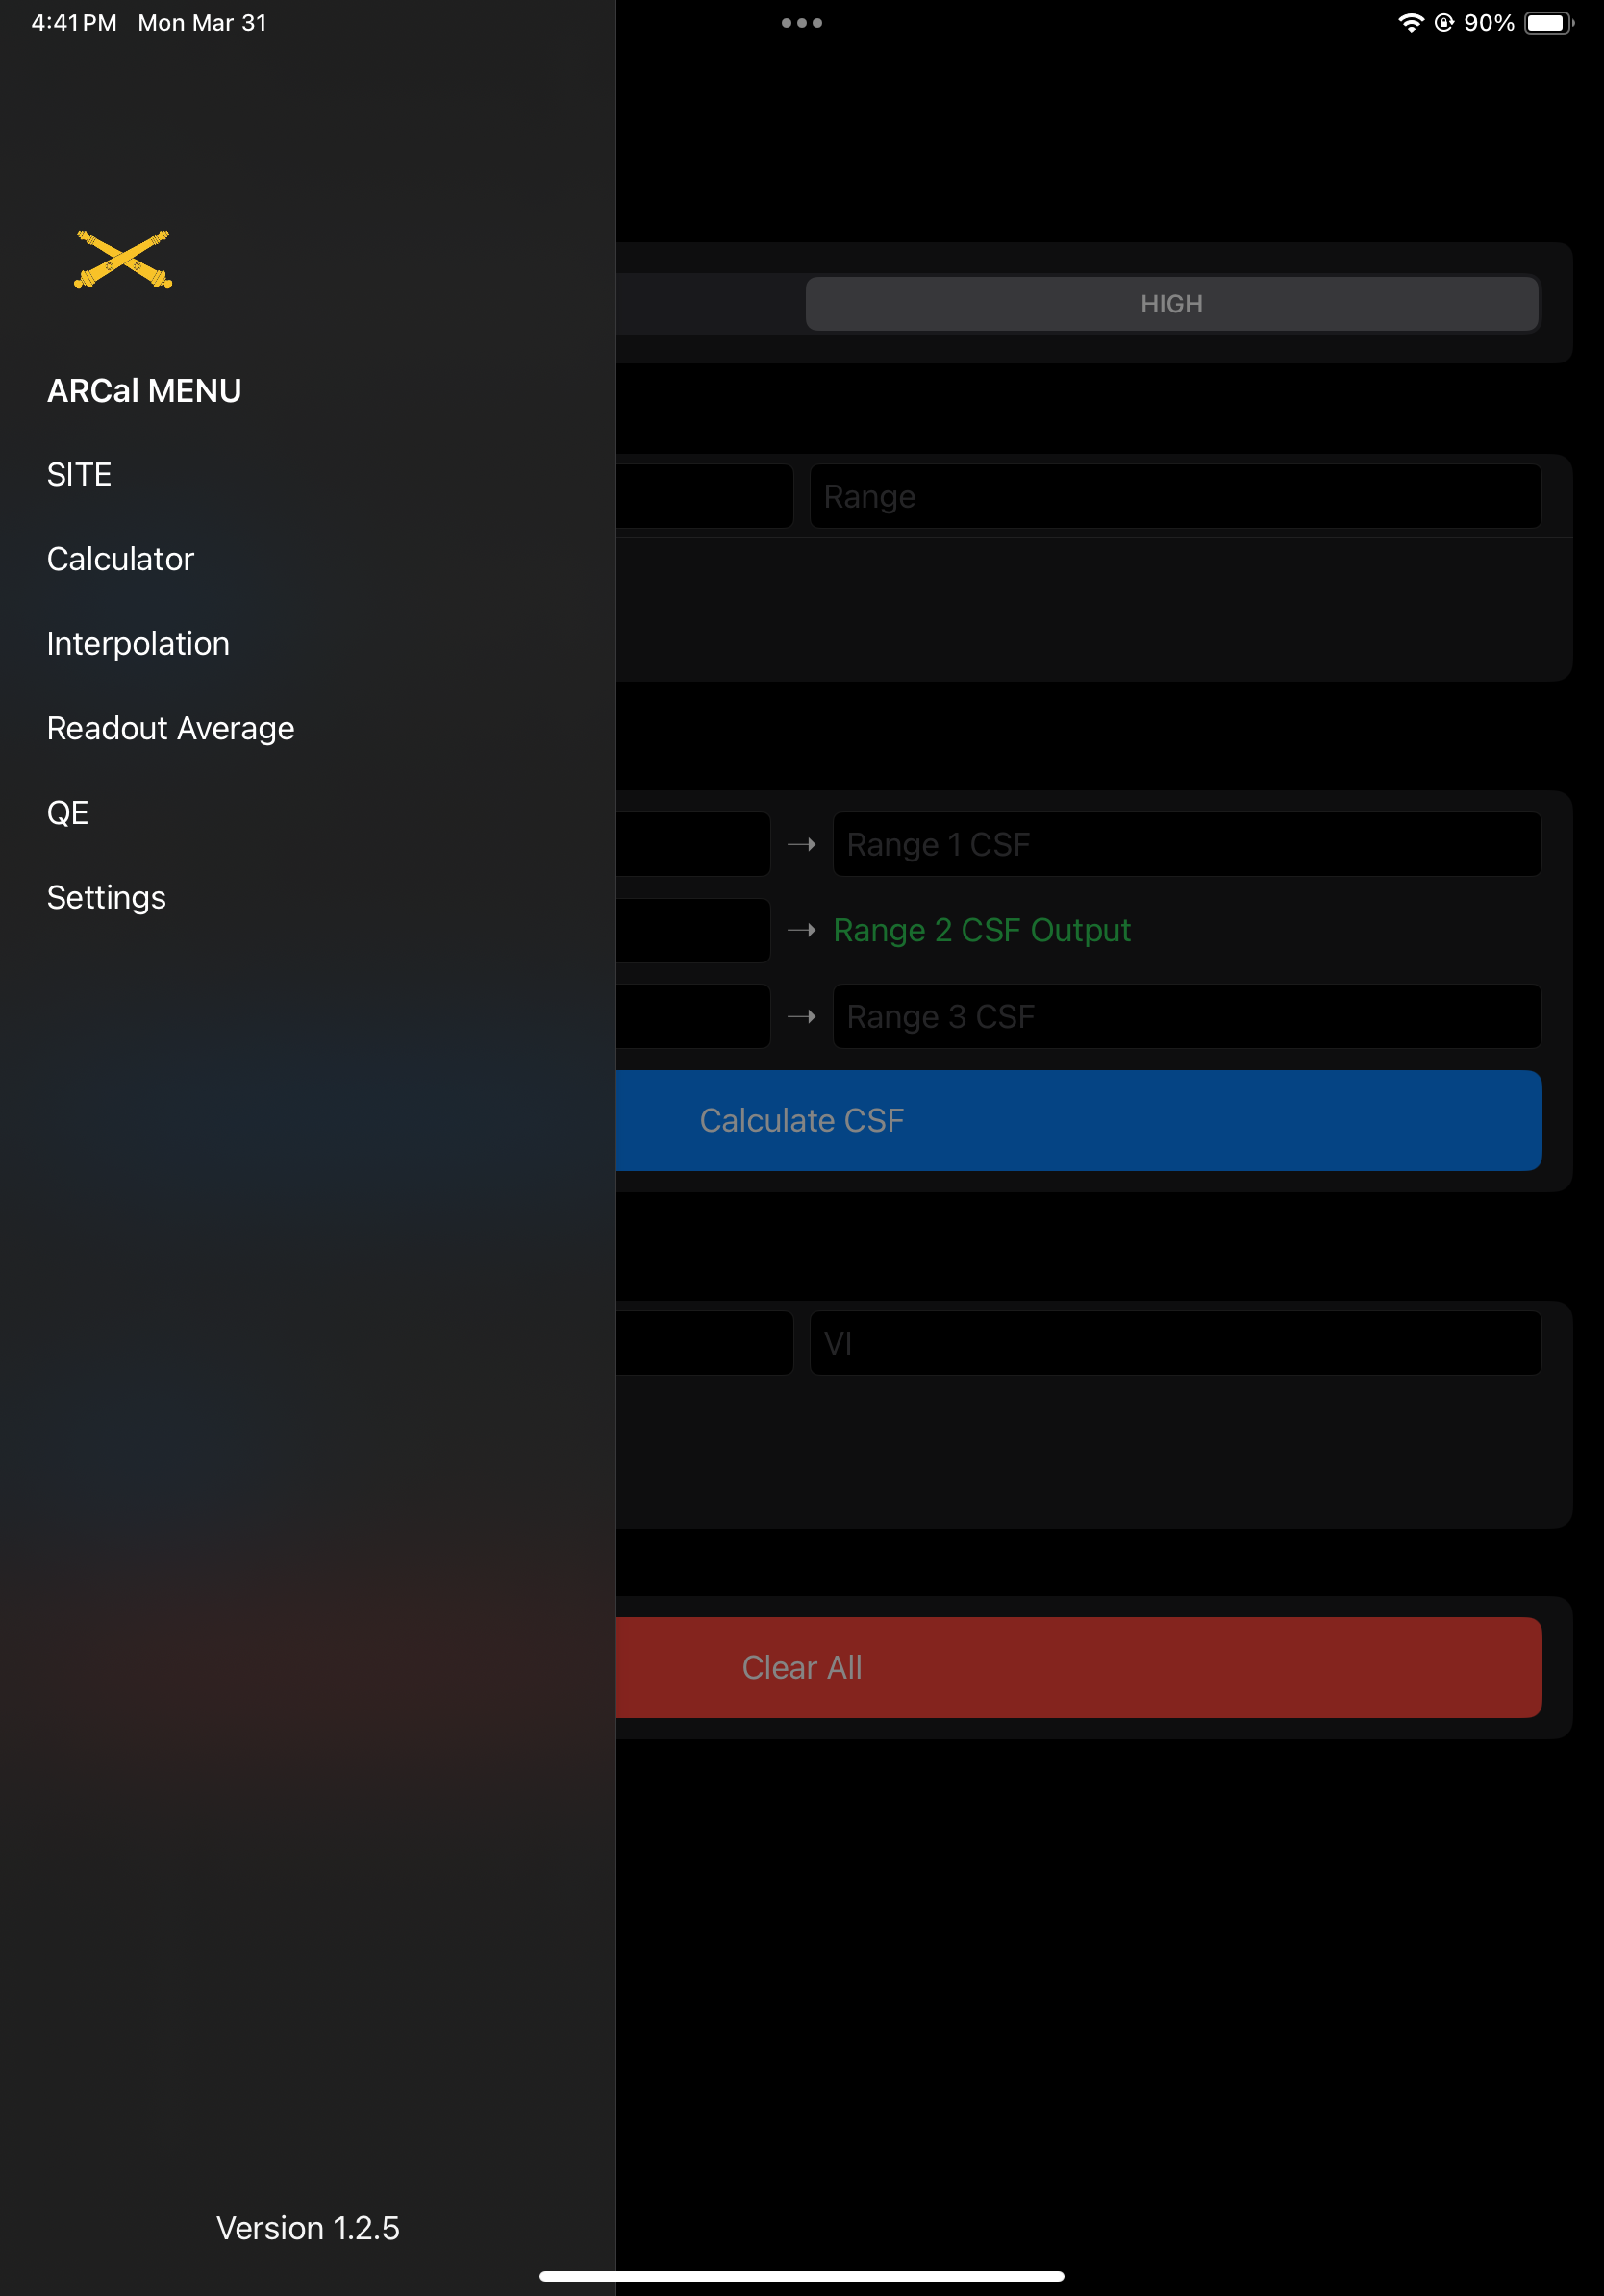 4:41 PM Mon Mar 31
90%
ARCal MENU
SITE
Calculator
Interpolation
Readout Average
QE
Settings
Version 1.2.5
HIGH
Range
→ Range 1 CSF
→ Range 2 CSF Output
→ Range 3 CSF
Calculate CSF
VI
Clear All